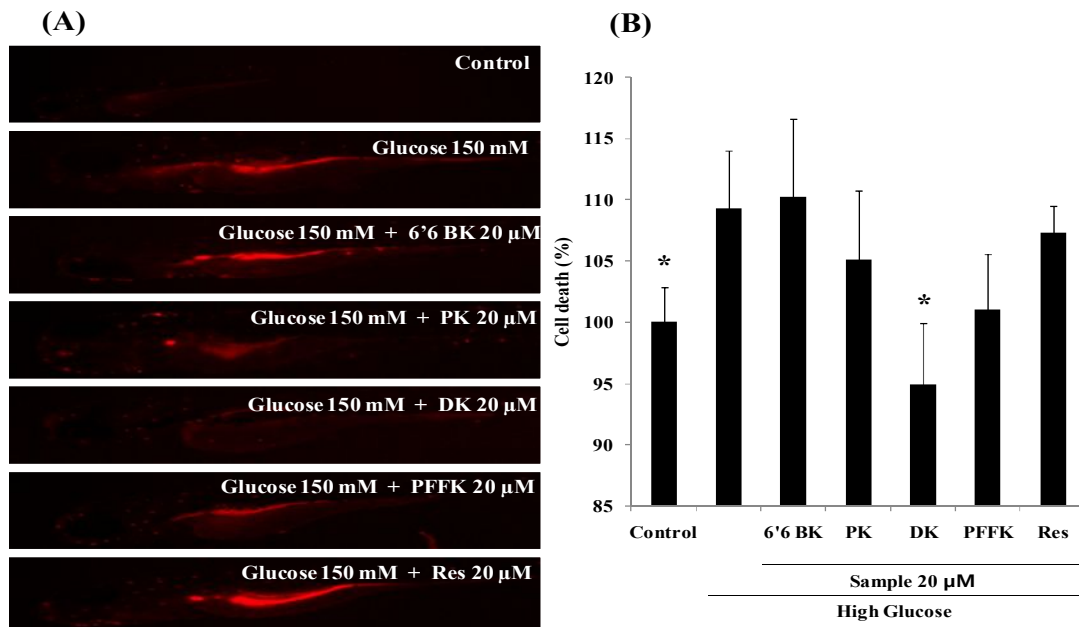 (A)
Control
Glucose 150 mM
Glucose 150 mM + 6'6 BK 20 μM
Glucose 150 mM + PK 20 μM
Glucose 150 mM + DK 20 μM
Glucose 150 mM + PFFK 20 μM
Glucose 150 mM + Res 20 μM
(B)
Cell death (%)
120
115
110
105
100
95
90
85
*
*
Control 6'6 BK PK DK PFFK Res
Sample 20 μM
High Glucose